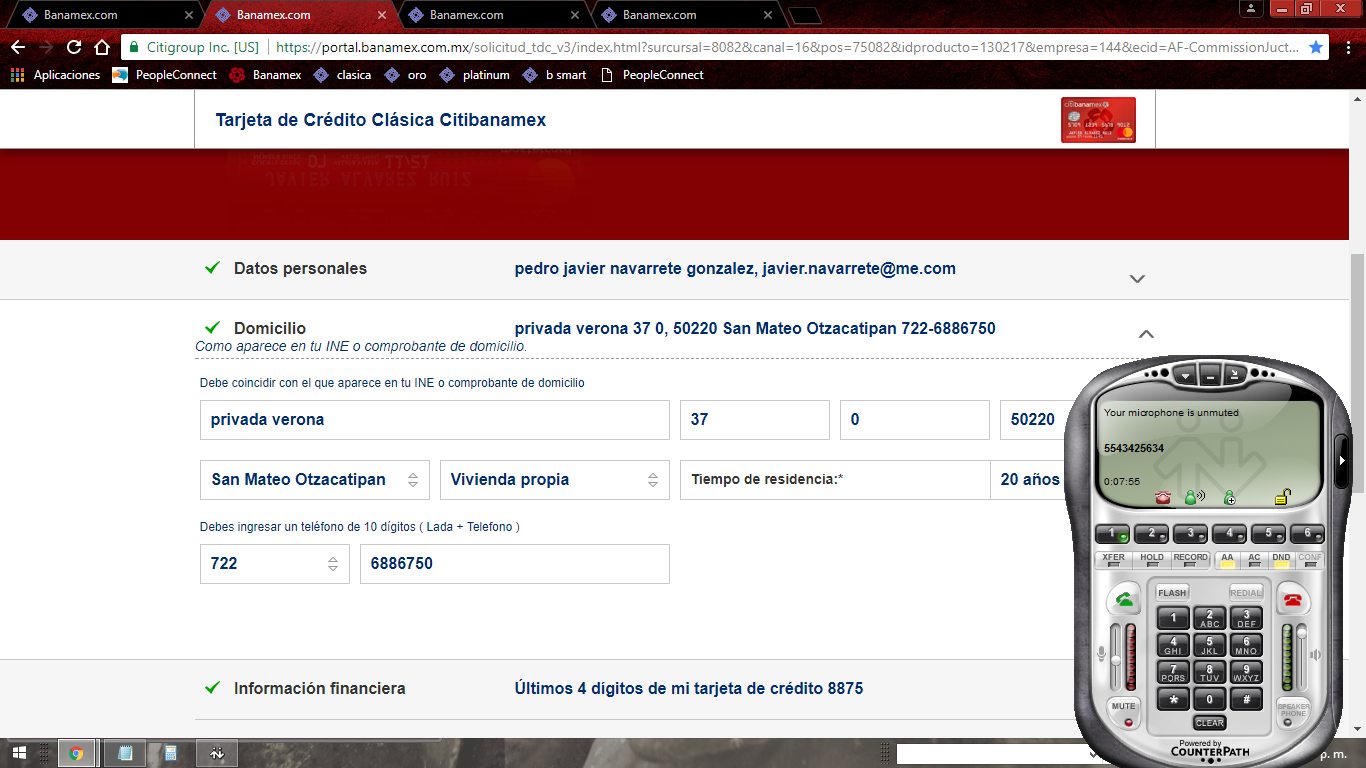 Banamex.com
Banamex.com
Banamex.com
Banamex.com
Citigroup Inc. [US]
https://portal.banamex.com.mx/solicitud_tdc_v3/index.html?surcursal=8082&canal=16&pos=75082&idproducto=130217&empresa=144&ecid=AF-CommissionJuct...
Aplicaciones PeopleConnect Banamex clasica oro platinum b smart PeopleConnect
Tarjeta de Crédito Clásica Citibanamex
citibanamex
JAVIER ALVAREZ RUIZ
11/21
JAVIER ALVAREZ RUIZ
Datos personales
pedro javier navarrete gonzalez, javier.navarrete@me.com
Domicilio
privada verona 37 0, 50220 San Mateo Otzacatipan 722-6886750
Como aparece en tu INE o comprobante de domicilio.
Debe coincidir con el que aparece en tu INE o comprobante de domicilio
privada verona
37
0
50220
San Mateo Otzacatipan
Vivienda propia
Tiempo de residencia:*
20 años
Debes ingresar un teléfono de 10 dígitos ( Lada + Telefono )
722
6886750
Información financiera
Últimos 4 dígitos de mi tarjeta de crédito 8875
Your microphone is unmuted
5543425634
0:07:55
1 2 3 4 5 6
XFER HOLD RECORD AA AC DND CONF
FLASH REDIAL
1 2 ABC 3 DEF
4 GHI 5 JKL 6 MNO
7 PQRS 8 TUV 9 WXYZ
* 0 #
MUTE
SPEAKER PHONE
CLEAR
Powered by
COUNTERPATH
p. m.